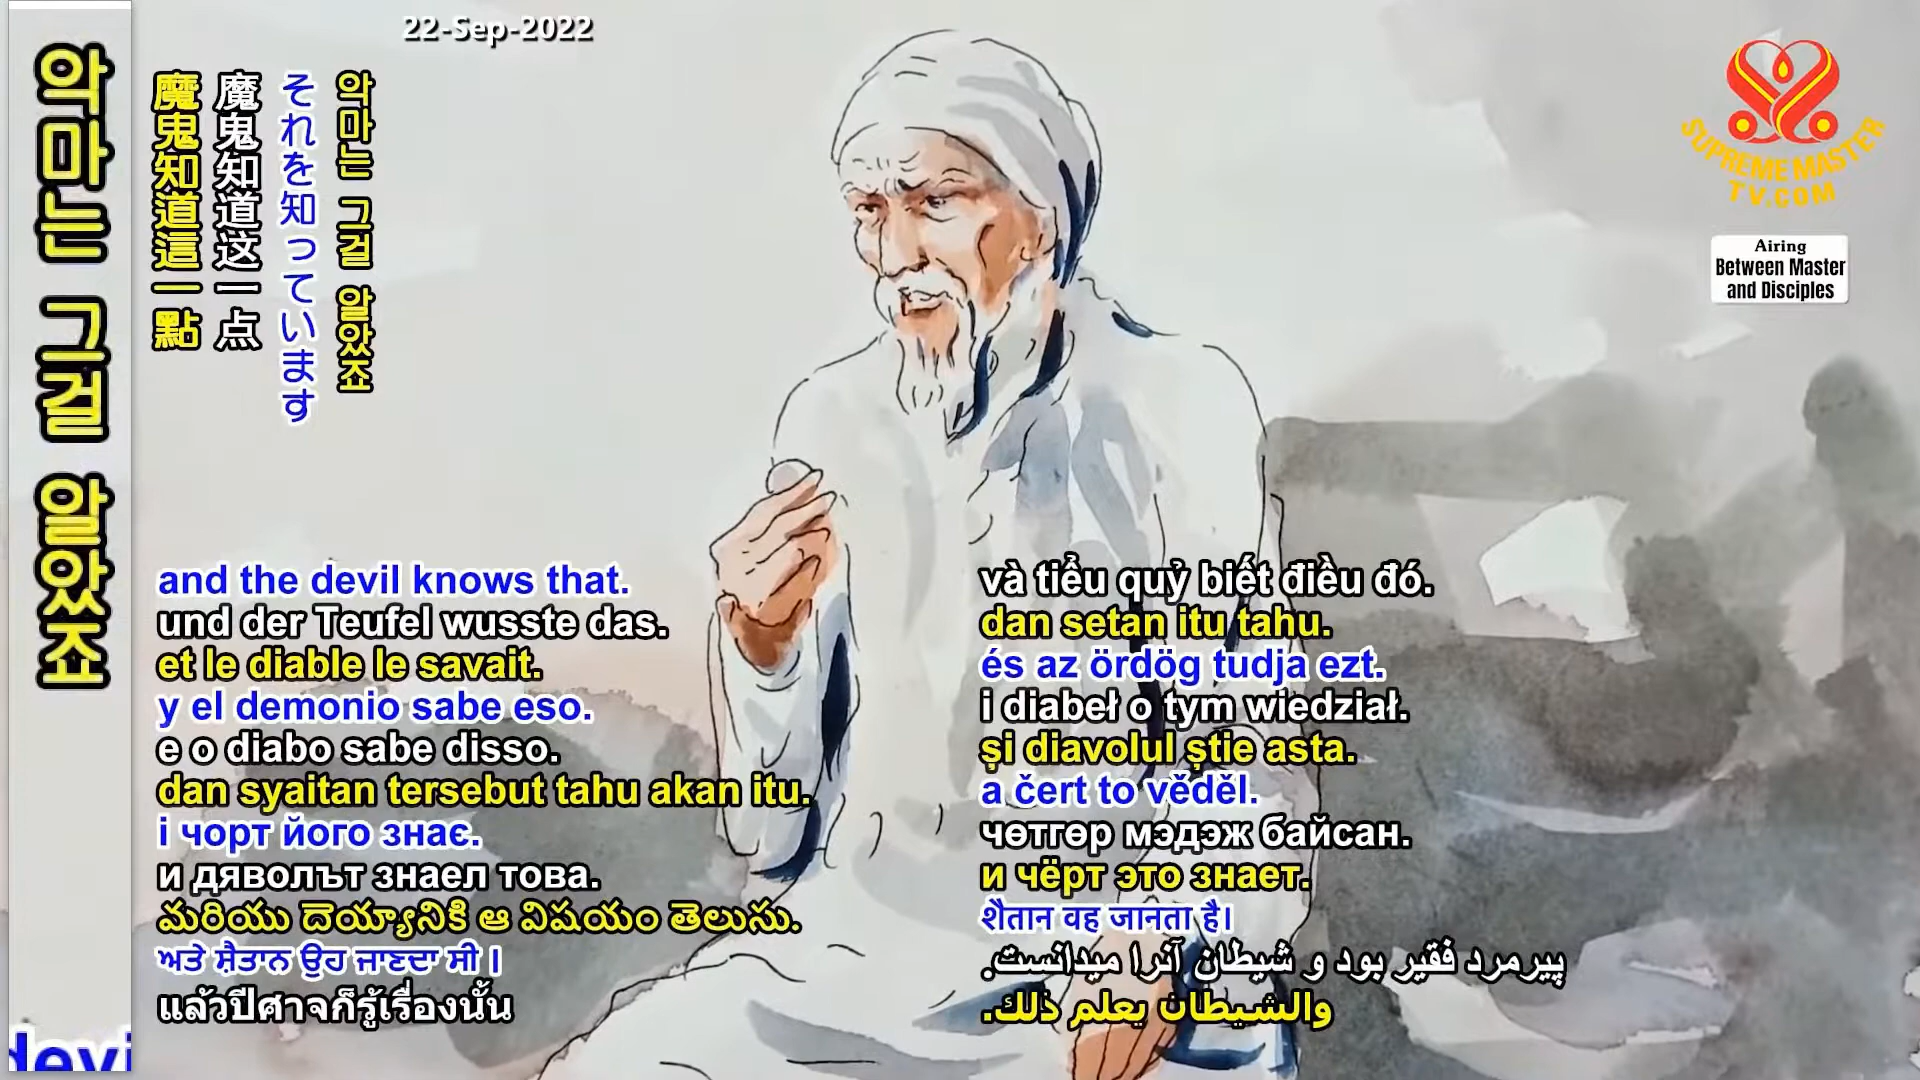 22-Sep-2022
악마는 그걸 알았죠
魔鬼知道這一點
魔鬼知道这一点
それを知っています
악마는 그걸 알았죠
SUPREME MASTER
TV.COM
Airing
Between Master
and Disciples
and the devil knows that.
und der Teufel wusste das.
et le diable le savait.
y el demonio sabe eso.
e o diabo sabe disso.
dan syaitan tersebut tahu akan itu.
і чорт його знає.
и дяволът знаел това.
మరియు దెయ్యానికి ఆ విషయం తెలుసు.
ਅਤੇ ਸ਼ੈਤਾਨ ਉਹ ਜਾਣਦਾ ਸੀ |
แล้วปีศาจก็รู้เรื่องนั้น
và tiểu quỷ biết điều đó.
dan setan itu tahu.
és az ördög tudja ezt.
i diabeł o tym wiedział.
și diavolul știe asta.
a čert to věděl.
чөтгөр мэдэж байсан.
и чёрт это знает.
शैतान वह जानता है।
پیرمرد فقیر بود و شیطان آنرا میدانست.
والشيطان يعلم ذلك.
devi